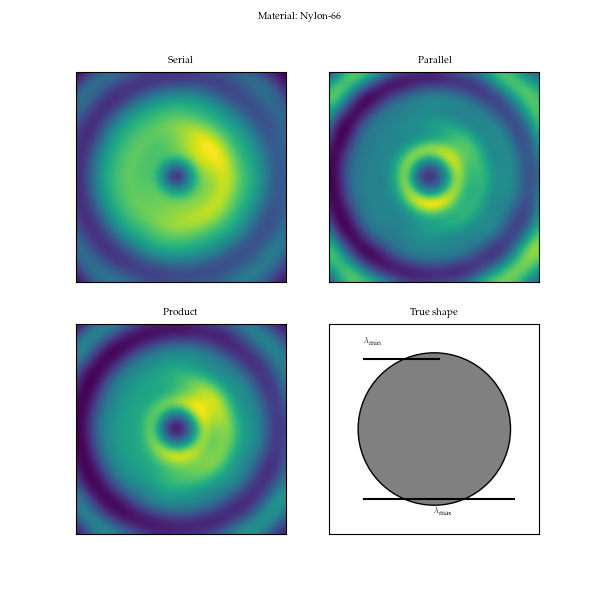 Material: Nylon-66
Serial
Parallel
Product
True shape
λmin
λmax